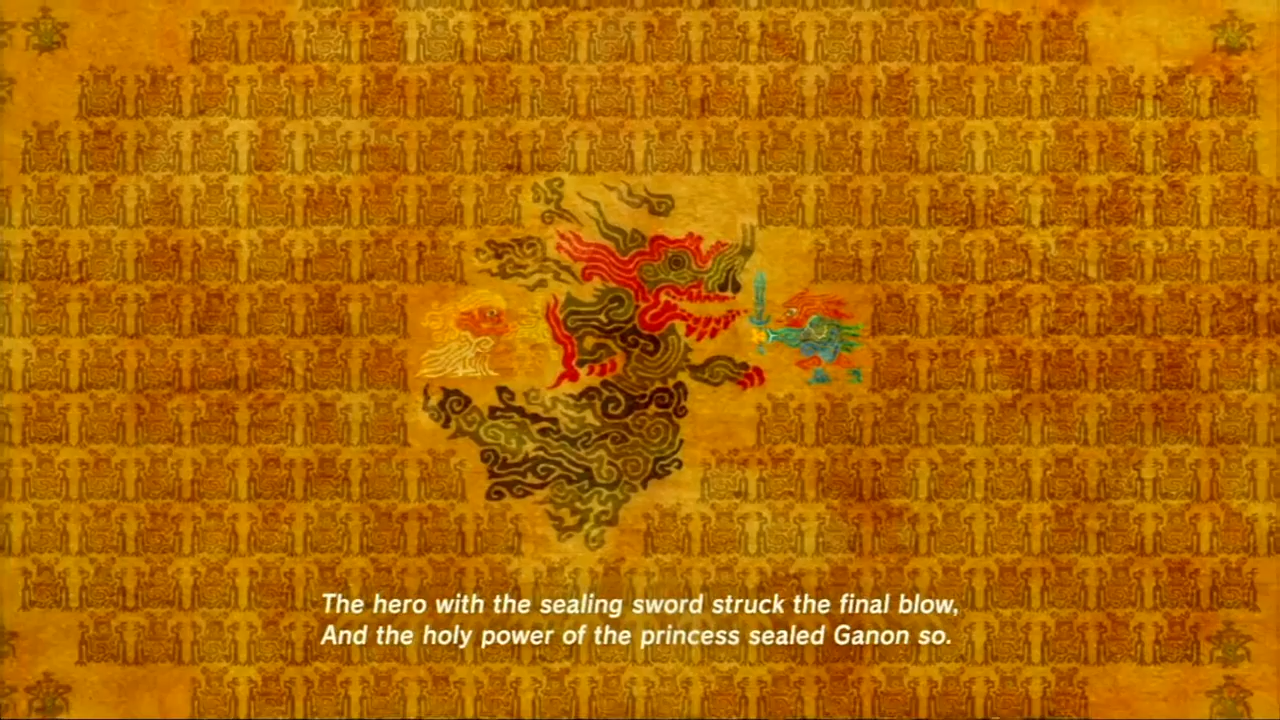 The hero with the sealing sword struck the final blow,
And the holy power of the princess sealed Ganon so.